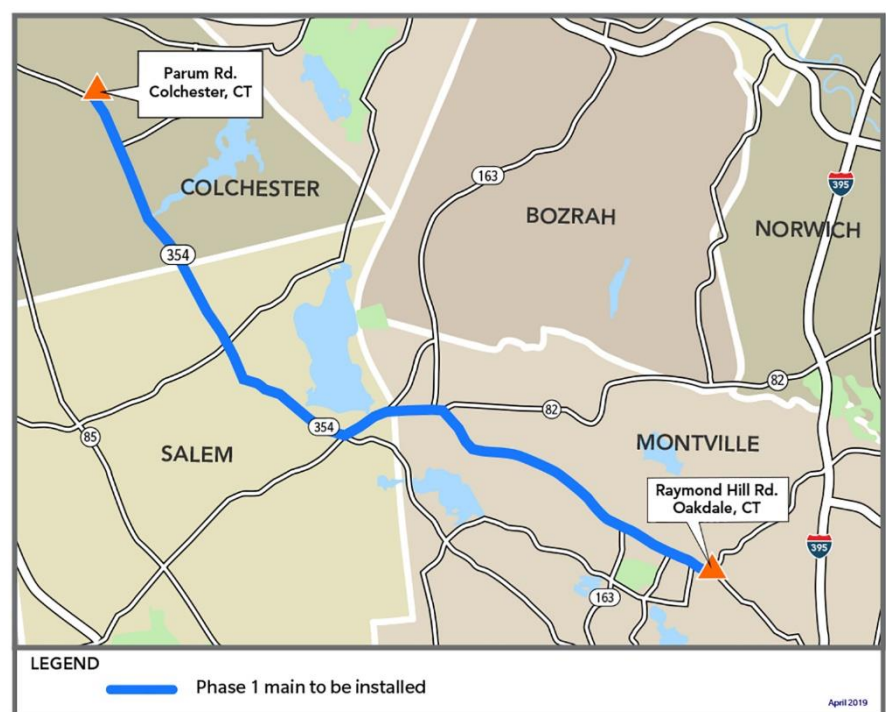 Parum Rd.
Colchester, CT
COLCHESTER
163
BOZRAH
395
NORWICH
354
82
82
354
85
SALEM
MONTVILLE
Raymond Hill Rd.
Oakdale, CT
395
163
LEGEND
Phase 1 main to be installed
April 2019